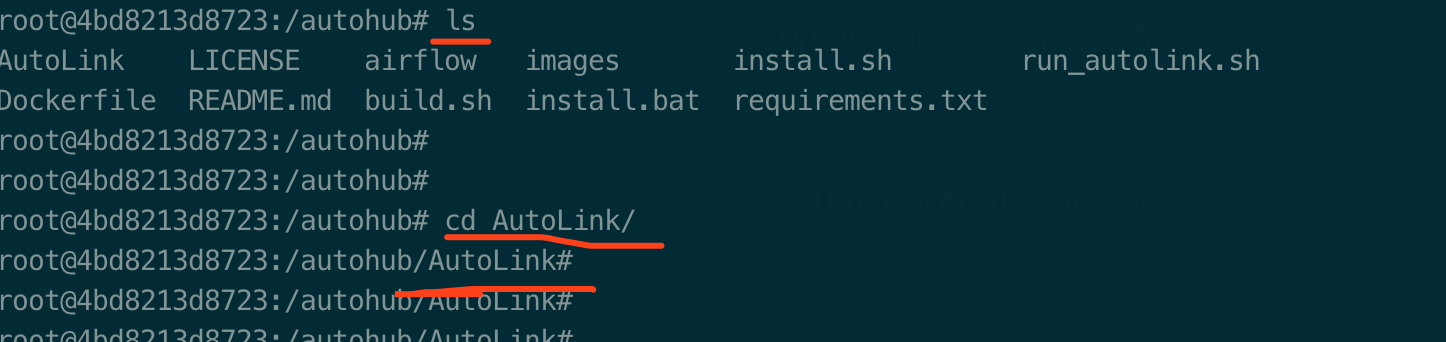 root@4bd8213d8723:/autohub# ls
AutoLink LICENSE airflow images install.sh run_autolink.sh
Dockerfile README.md build.sh install.bat requirements.txt
root@4bd8213d8723:/autohub#
root@4bd8213d8723:/autohub#
root@4bd8213d8723:/autohub# cd AutoLink/
root@4bd8213d8723:/autohub/AutoLink#
root@4bd8213d8723:/autohub/AutoLink#
root@4bd8213d8723:/autohub/AutoLink#